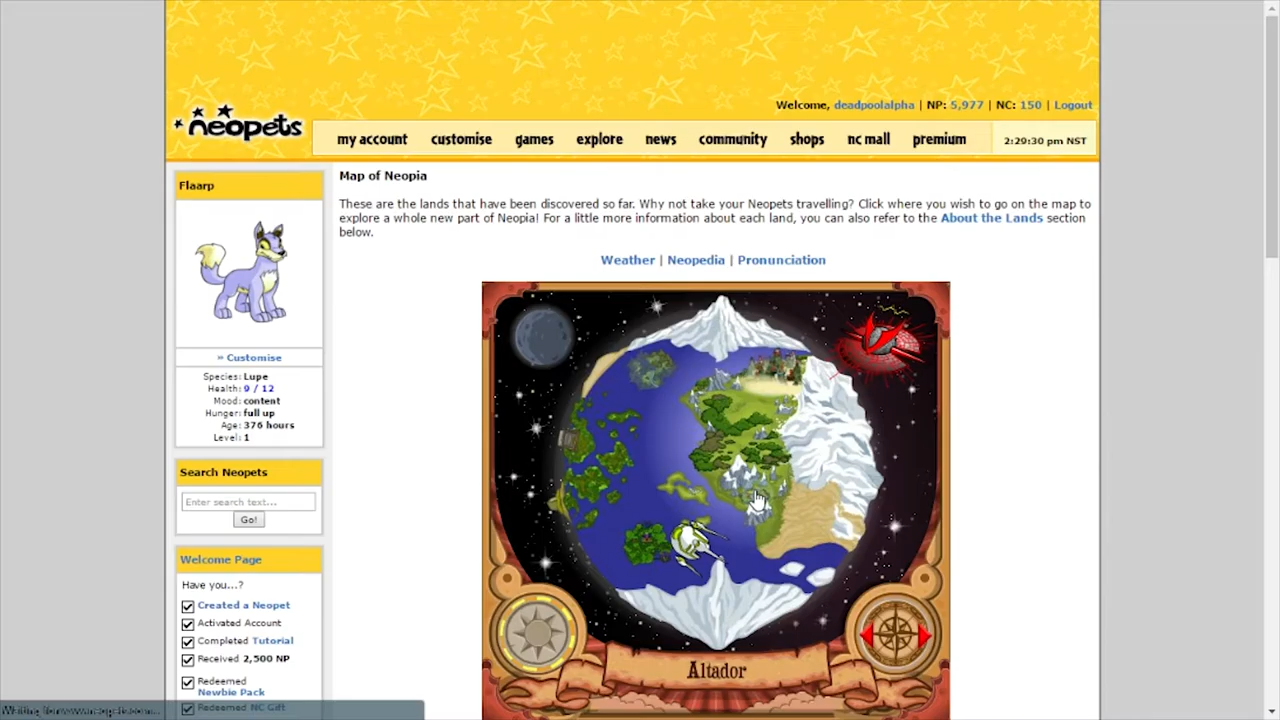 Welcome, deadpoolalpha | NP: 5,977 | NC: 150 | Logout
neopets
my account customise games explore news community shops nc mall premium 2:29:30 pm NST
Flaarp
» Customise
Species: Lupe
Health: 9 / 12
Mood: content
Hunger: full up
Age: 376 hours
Level: 1
Search Neopets
Enter search text...
Go!
Welcome Page
Have you...?
Created a Neopet
Activated Account
Completed Tutorial
Received 2,500 NP
Redeemed
Newbie Pack
Redeemed NC Gift
Map of Neopia
These are the lands that have been discovered so far. Why not take your Neopets travelling? Click where you wish to go on the map to
explore a whole new part of Neopia! For a little more information about each land, you can also refer to the About the Lands section
below.
Weather | Neopedia | Pronunciation
Altador